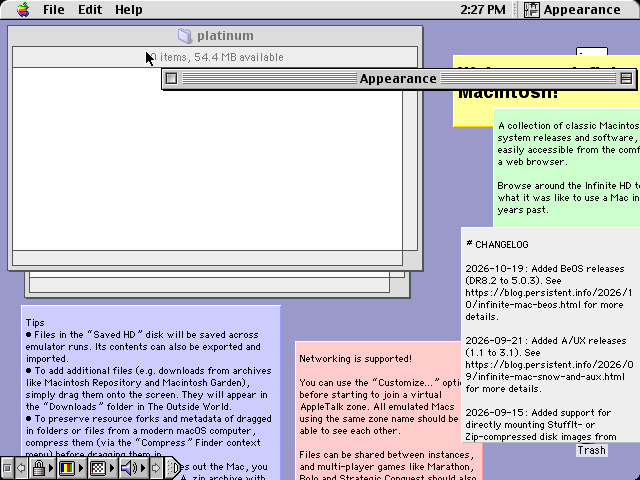 File Edit Help 2:27 PM Appearance
platinum
items, 54.4 MB available
Appearance
Macintosh!
A collection of classic Macintos
system releases and software,
easily accessible from the comf
a web browser.
Browse around the Infinite HD to
what it was like to use a Mac in
years past.
# CHANGELOG
2026-10-19: Added BeOS releases
(DR8.2 to 5.0.3). See
https://blog.persistent.info/2026/1
0/infinite-mac-beos.html for more
details.
2026-09-21: Added A/UX releases
(1.1 to 3.1). See
https://blog.persistent.info/2026/0
9/infinite-mac-snow-and-aux.html
for more details.
2026-09-15: Added support for
directly mounting StuffIt- or
Zip-compressed disk images from
Trash
Tips
● Files in the “Saved HD” disk will be saved across
emulator runs. Its contents can also be exported and
imported.
● To add additional files (e.g. downloads from archives
like Macintosh Repository and Macintosh Garden),
simply drag them onto the screen. They will appear in
the “Downloads” folder in The Outside World.
● To preserve resource forks and metadata of dragged
in folders or files from a modern macOS computer,
compress them (via the “Compress” Finder context
menu) before dragging them in.
es out the Mac, you
A .zip archive with
Networking is supported!
You can use the “Customize...” optio
before starting to join a virtual
AppleTalk zone. All emulated Macs
using the same zone name should be
able to see each other.
Files can be shared between instances,
and multi-player games like Marathon,
Bolo and Strategic Conquest should also